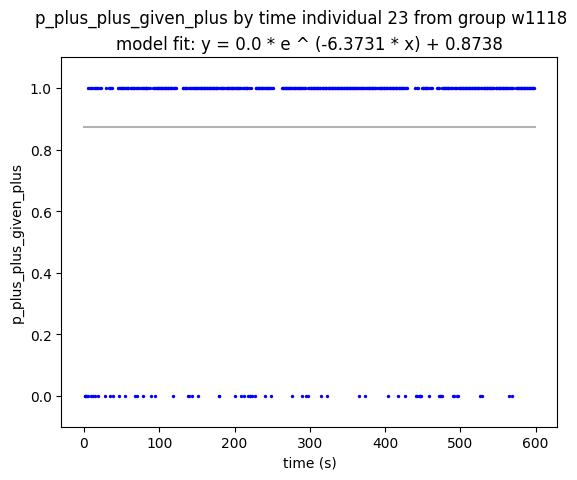 p_plus_plus_given_plus by time individual 23 from group w1118
model fit: y = 0.0 * e ^ (-6.3731 * x) + 0.8738
1.0
0.8
0.6
0.4
0.2
0.0
p_plus_plus_given_plus
0 100 200 300 400 500 600
time (s)